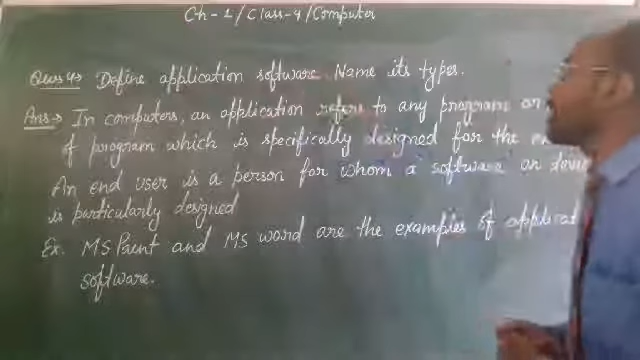 Ch-1/Class-4/Computer
Ques 4→ Define application software. Name its types.
Ans→ In computers, an application refers to any program or
of program which is specifically designed for the
An end user is a person for whom a software or
is particularly designed
Ex. MS Paint and MS word are the examples of
software.